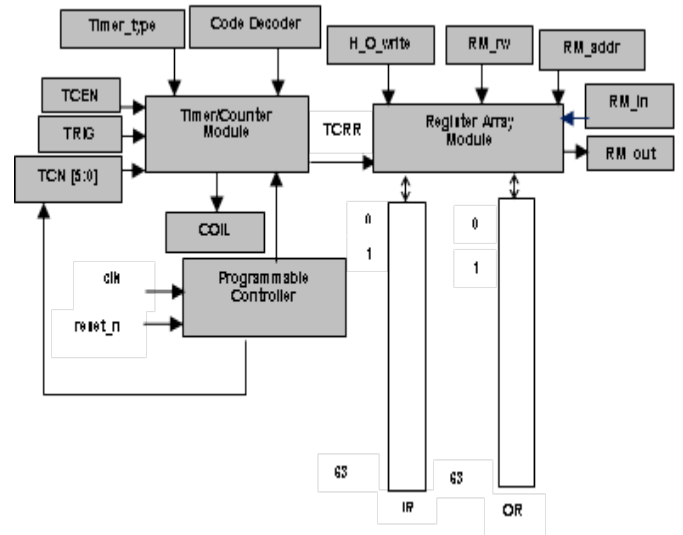 Timer_type
Code Decoder
H_O_write
RM_rw
RM_addr
TCEN
TRIG
TCN [5:0]
Timer/Counter
Module
TCRR
Register Array
Module
RM_in
RM out
COIL
0
1
0
1
clk
reset_n
Programmable
Controller
63
63
IR
OR